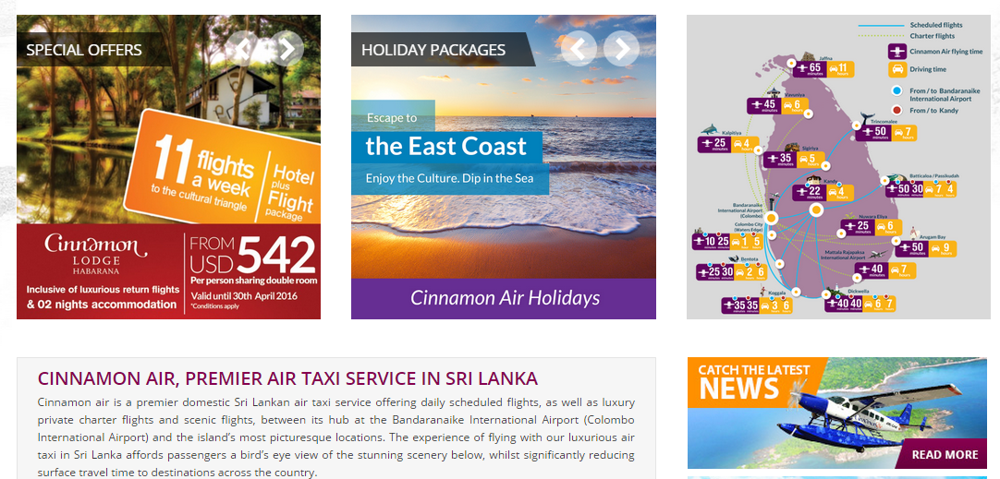 SPECIAL OFFERS
11 flights
a week
to the cultural triangle
Hotel
plus
Flight
package
Cinnamon
LODGE
HABARANA
Inclusive of luxurious return flights
& 02 nights accommodation
FROM
USD 542
Per person sharing double room
Valid until 30th April 2016
*Conditions apply
HOLIDAY PACKAGES
Escape to
the East Coast
Enjoy the Culture. Dip in the Sea
Cinnamon Air Holidays
Scheduled flights
Charter flights
Cinnamon Air flying time
Driving time
From / to Bandaranaike
International Airport
From / to Kandy
Jaffna
65 minutes 11 hours
Vavuniya
45 minutes 6 hours
Trincomalee
50 minutes 7 hours
Kalpitiya
25 minutes 4 hours
Sigiriya
35 minutes 5 hours
Batticaloa / Passikudah
50 30 7 4
Kandy
22 minutes 4 hours
Bandaranaike
International Airport
(Colombo)
Nuwara Eliya
25 minutes 6 hours
Colombo City
(Waters Edge)
10 25 1 5
Arugam Bay
50 minutes 9 hours
Mattala Rajapaksa
International Airport
40 minutes 7 hours
Bentota
25 30 2 6
Koggala
35 35 3 6
Dickwella
40 40 6 7
CINNAMON AIR, PREMIER AIR TAXI SERVICE IN SRI LANKA
Cinnamon air is a premier domestic Sri Lankan air taxi service offering daily scheduled flights, as well as luxury
private charter flights and scenic flights, between its hub at the Bandaranaike International Airport (Colombo
International Airport) and the island's most picturesque locations. The experience of flying with our luxurious air
taxi in Sri Lanka affords passengers a bird's eye view of the stunning scenery below, whilst significantly reducing
surface travel time to destinations across the country.
CATCH THE LATEST
NEWS
READ MORE